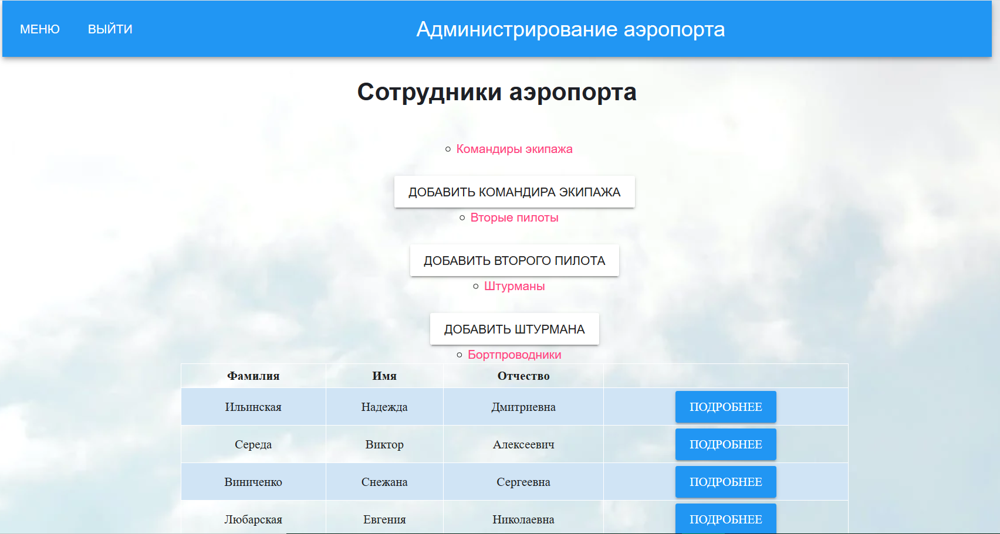 МЕНЮ ВЫЙТИ Администрирование аэропорта
Сотрудники аэропорта
Командиры экипажа
ДОБАВИТЬ КОМАНДИРА ЭКИПАЖА
Вторые пилоты
ДОБАВИТЬ ВТОРОГО ПИЛОТА
Штурманы
ДОБАВИТЬ ШТУРМАНА
Бортпроводники
Фамилия Имя Отчество
Ильинская Надежда Дмитриевна ПОДРОБНЕЕ
Середа Виктор Алексеевич ПОДРОБНЕЕ
Виниченко Снежана Сергеевна ПОДРОБНЕЕ
Любарская Евгения Николаевна ПОДРОБНЕЕ